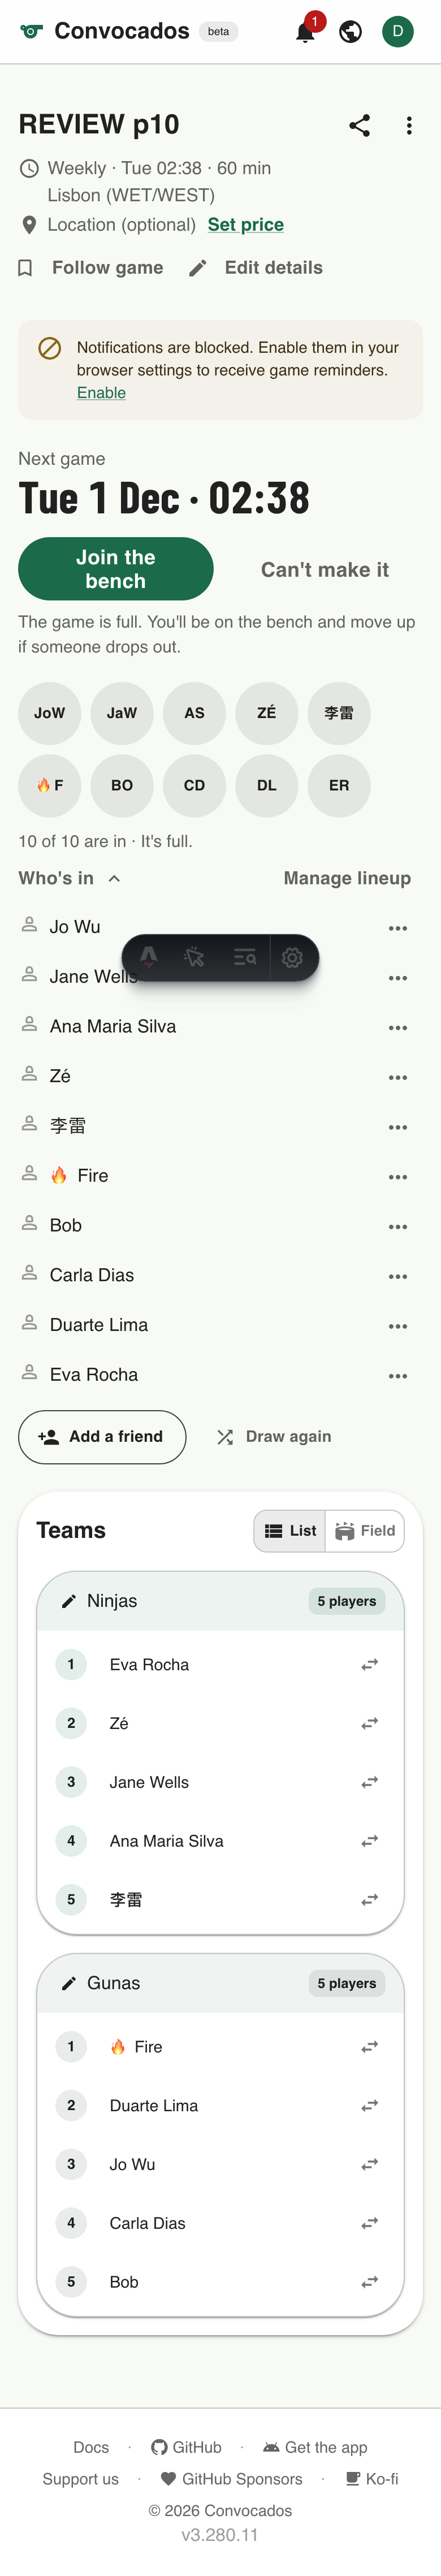 Convocados beta 1 D
REVIEW p10
Weekly · Tue 02:38 · 60 min
Lisbon (WET/WEST)
Location (optional) Set price
Follow game Edit details
Notifications are blocked. Enable them in your
browser settings to receive game reminders.
Enable
Next game
Tue 1 Dec · 02:38
Join the
bench
Can't make it
The game is full. You'll be on the bench and move up
if someone drops out.
JoW JaW AS ZÉ 李雷
🔥F BO CD DL ER
10 of 10 are in · It's full.
Who's in Manage lineup
Jo Wu
Jane Wells
Ana Maria Silva
Zé
李雷
🔥 Fire
Bob
Carla Dias
Duarte Lima
Eva Rocha
Add a friend Draw again
Teams List Field
Ninjas 5 players
1 Eva Rocha
2 Zé
3 Jane Wells
4 Ana Maria Silva
5 李雷
Gunas 5 players
1 🔥 Fire
2 Duarte Lima
3 Jo Wu
4 Carla Dias
5 Bob
Docs · GitHub · Get the app
Support us · GitHub Sponsors · Ko-fi
© 2026 Convocados
v3.280.11